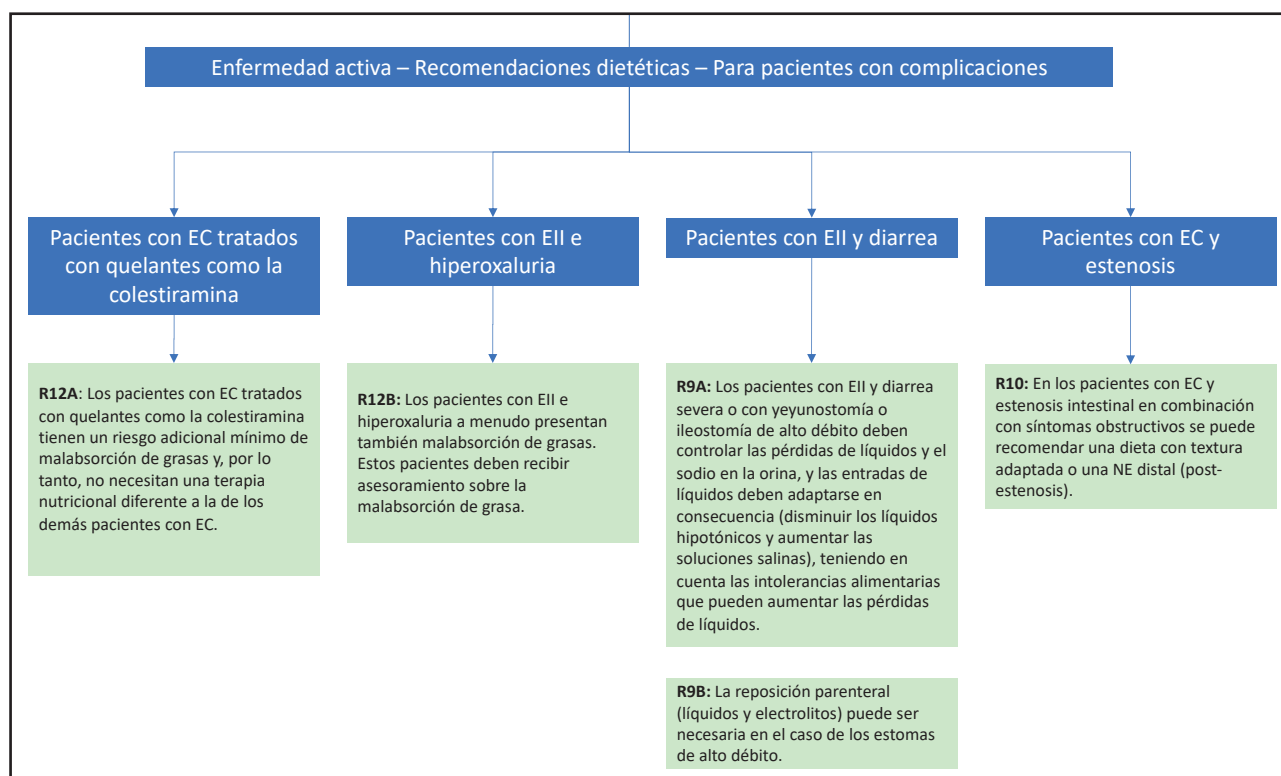 Enfermedad activa – Recomendaciones dietéticas – Para pacientes con complicaciones
Pacientes con EC tratados
con quelantes como la
colestiramina
Pacientes con EII e
hiperoxaluria
Pacientes con EII y diarrea
Pacientes con EC y
estenosis
R12A: Los pacientes con EC tratados
con quelantes como la colestiramina
tienen un riesgo adicional mínimo de
malabsorción de grasas y, por lo
tanto, no necesitan una terapia
nutricional diferente a la de los
demás pacientes con EC.
R12B: Los pacientes con EII e
hiperoxaluria a menudo presentan
también malabsorción de grasas.
Estos pacientes deben recibir
asesoramiento sobre la
malabsorción de grasa.
R9A: Los pacientes con EII y diarrea
severa o con yeyunostomía o
ileostomía de alto débito deben
controlar las pérdidas de líquidos y el
sodio en la orina, y las entradas de
líquidos deben adaptarse en
consecuencia (disminuir los líquidos
hipotónicos y aumentar las
soluciones salinas), teniendo en
cuenta las intolerancias alimentarias
que pueden aumentar las pérdidas
de líquidos.
R9B: La reposición parenteral
(líquidos y electrolitos) puede ser
necesaria en el caso de los estomas
de alto débito.
R10: En los pacientes con EC y
estenosis intestinal en combinación
con síntomas obstructivos se puede
recomendar una dieta con textura
adaptada o una NE distal (post-
estenosis).